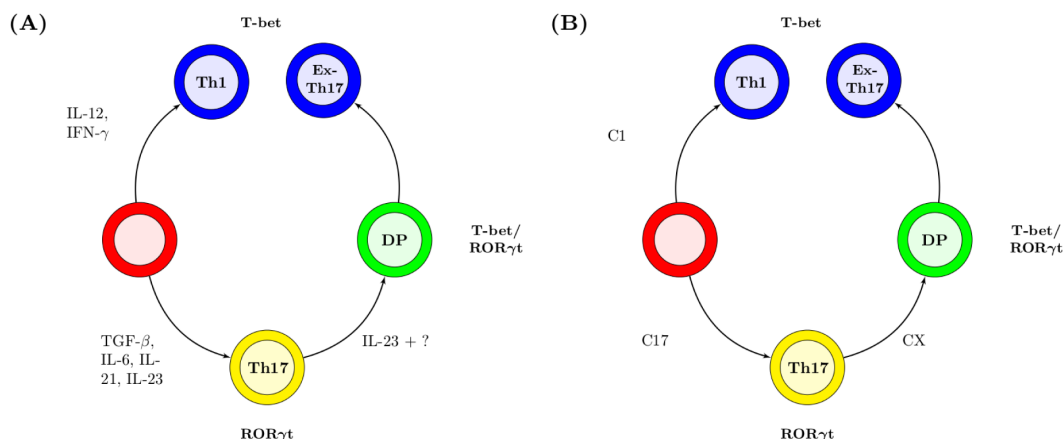 (A)
T-bet
Th1
Ex-
Th17
IL-12,
IFN-γ
DP
T-bet/
RORγt
TGF-β,
IL-6, IL-
21, IL-23
IL-23 + ?
Th17
RORγt
(B)
T-bet
Th1
Ex-
Th17
C1
DP
T-bet/
RORγt
C17
CX
Th17
RORγt